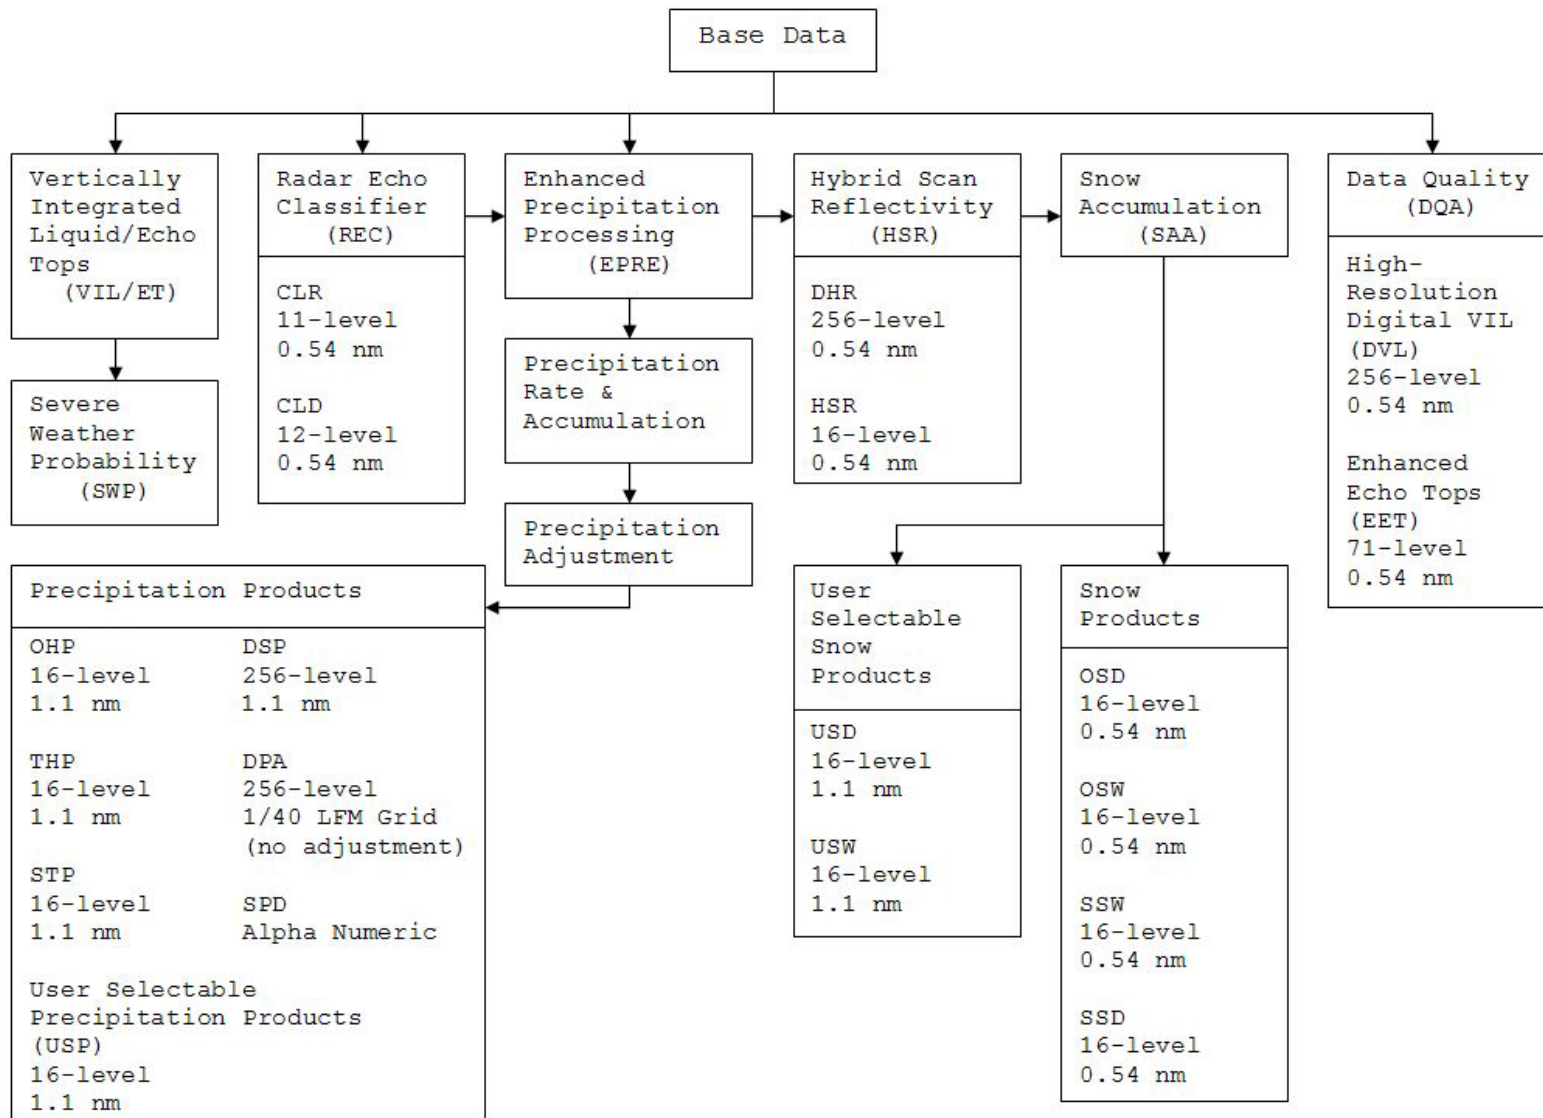 Base Data
Vertically
Integrated
Liquid/Echo
Tops
(VIL/ET)
Severe
Weather
Probability
(SWP)
Radar Echo
Classifier
(REC)
CLR
11-level
0.54 nm
CLD
12-level
0.54 nm
Enhanced
Precipitation
Processing
(EPRE)
Precipitation
Rate &
Accumulation
Precipitation
Adjustment
Hybrid Scan
Reflectivity
(HSR)
DHR
256-level
0.54 nm
HSR
16-level
0.54 nm
Snow
Accumulation
(SAA)
Data Quality
(DQA)
High-
Resolution
Digital VIL
(DVL)
256-level
0.54 nm
Enhanced
Echo Tops
(EET)
71-level
0.54 nm
Precipitation Products
OHP
16-level
1.1 nm
THP
16-level
1.1 nm
STP
16-level
1.1 nm
DSP
256-level
1.1 nm
DPA
256-level
1/40 LFM Grid
(no adjustment)
SPD
Alpha Numeric
User Selectable
Precipitation Products
(USP)
16-level
1.1 nm
User
Selectable
Snow
Products
USD
16-level
1.1 nm
USW
16-level
1.1 nm
Snow
Products
OSD
16-level
0.54 nm
OSW
16-level
0.54 nm
SSW
16-level
0.54 nm
SSD
16-level
0.54 nm